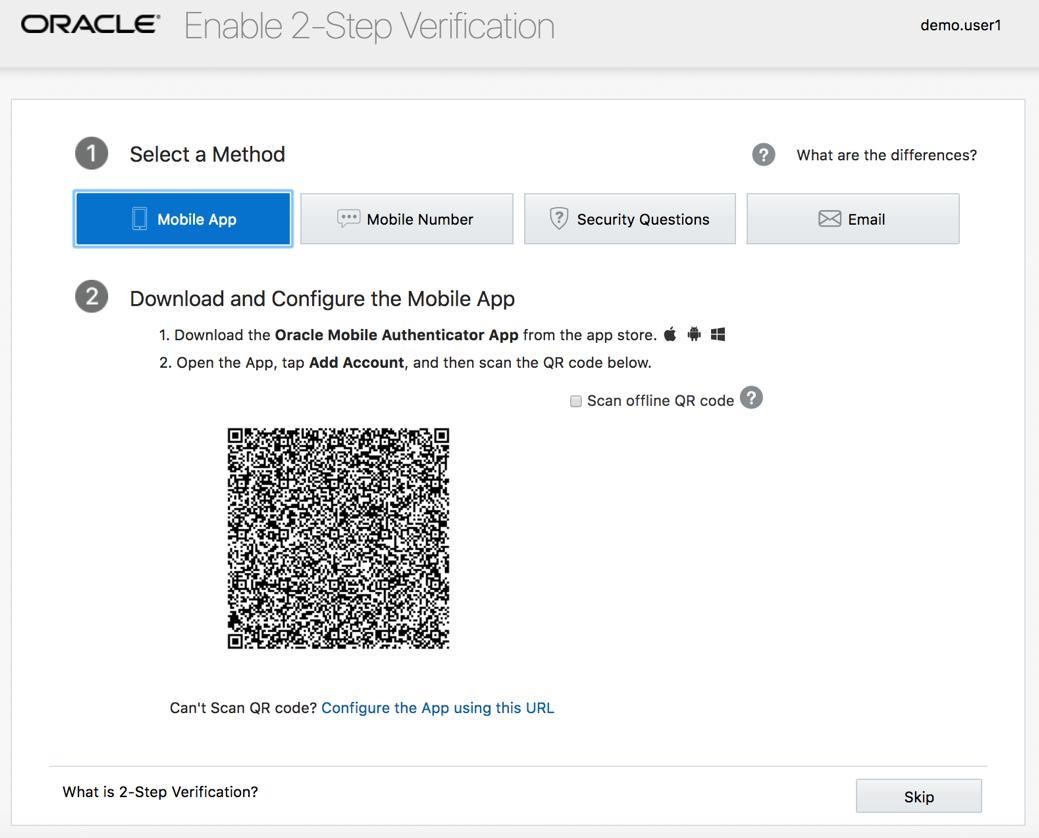 ORACLE® Enable 2-Step Verification demo.user1
1 Select a Method ? What are the differences?
Mobile App Mobile Number ? Security Questions Email
2 Download and Configure the Mobile App
1. Download the Oracle Mobile Authenticator App from the app store.
2. Open the App, tap Add Account, and then scan the QR code below.
Scan offline QR code ?
Can't Scan QR code? Configure the App using this URL
What is 2-Step Verification? Skip